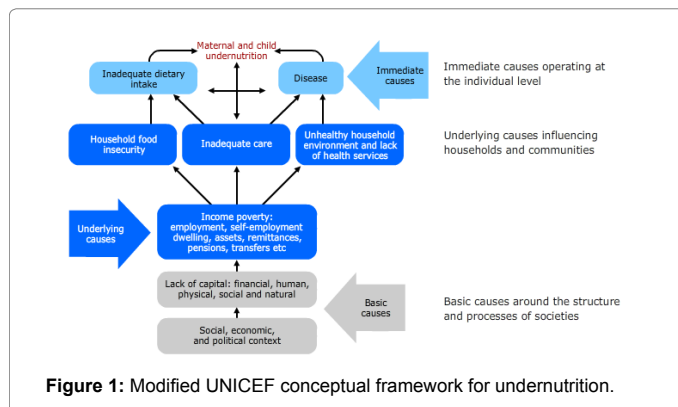 Maternal and child
undernutrition
Inadequate dietary
intake
Disease
Immediate
causes
Immediate causes operating at
the individual level
Household food
insecurity
Inadequate care
Unhealthy household
environment and lack
of health services
Underlying causes influencing
households and communities
Underlying
causes
Income poverty:
employment, self-employment
dwelling, assets, remittances,
pensions, transfers etc
Lack of capital: financial, human,
physical, social and natural
Basic
causes
Basic causes around the structure
and processes of societies
Social, economic,
and political context
Figure 1: Modified UNICEF conceptual framework for undernutrition.